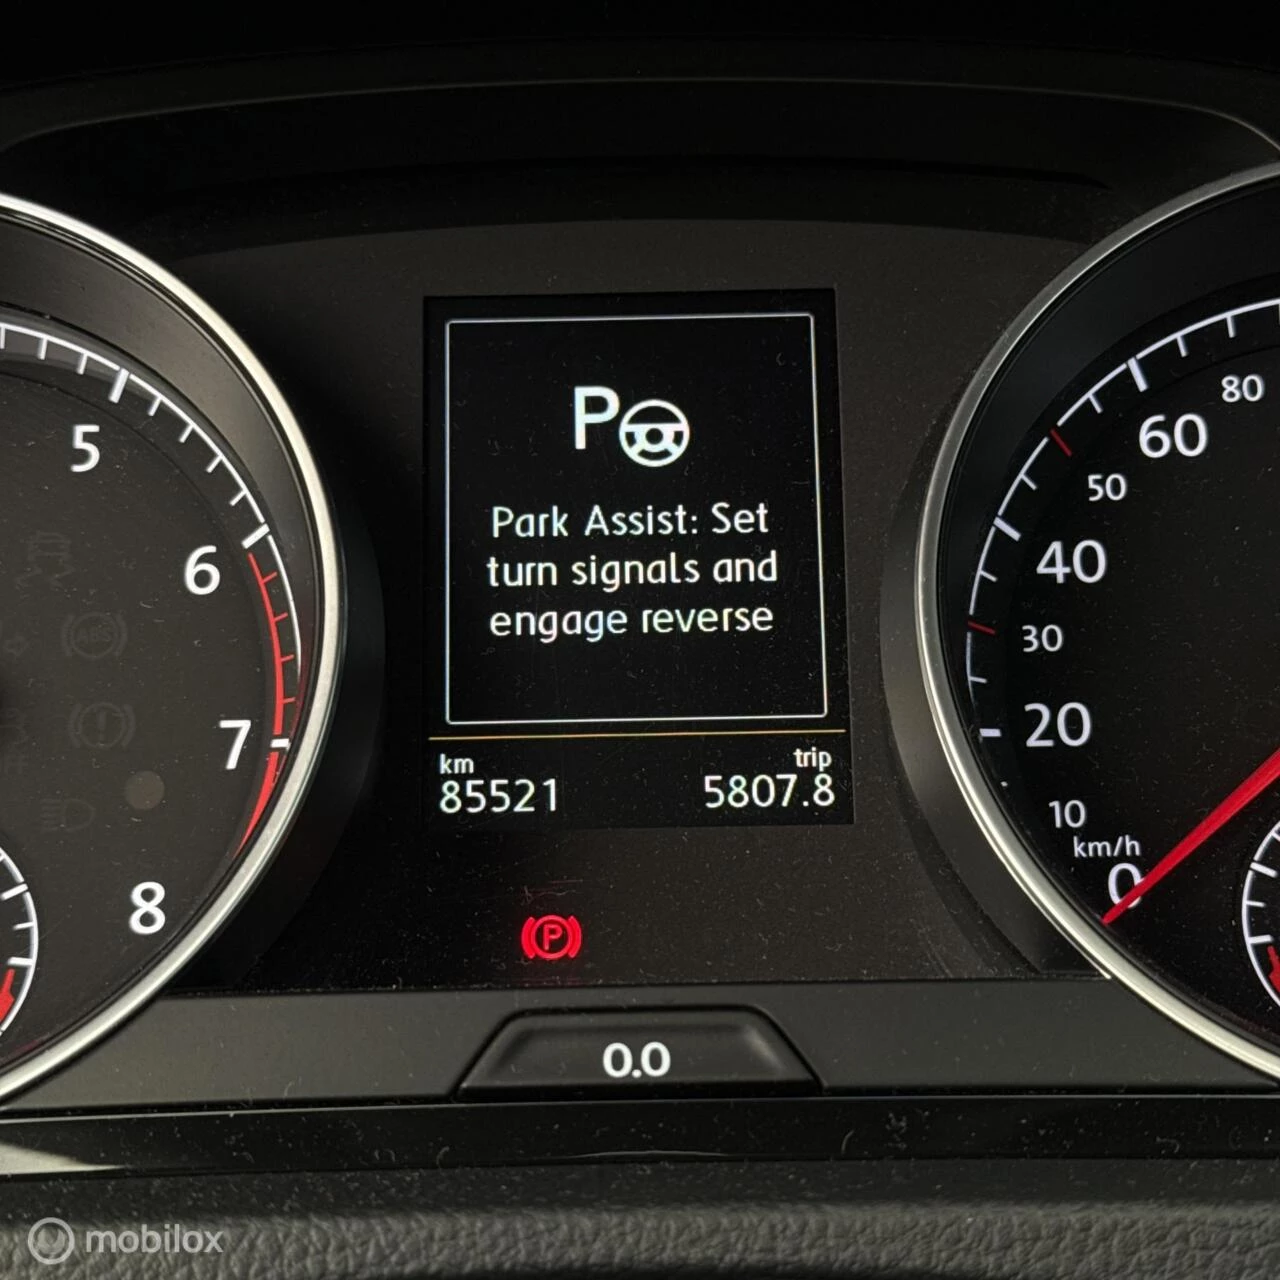 P
Park Assist: Set
turn signals and
engage reverse
km
trip
85521
5807.8
5
6
7
8
ABS
80
60
50
40
30
20
10
km/h
0
P
0.0
mobilox